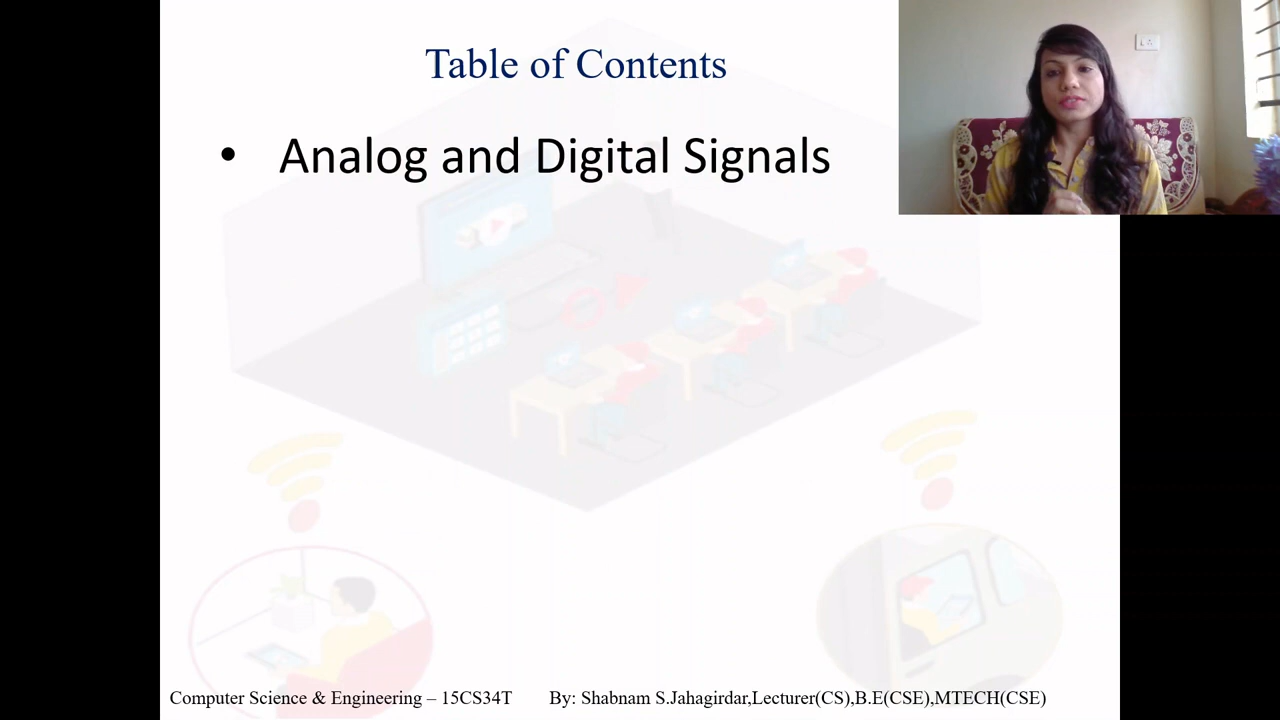 Table of Contents
• Analog and Digital Signals
Computer Science & Engineering – 15CS34T By: Shabnam S.Jahagirdar,Lecturer(CS),B.E(CSE),MTECH(CSE)